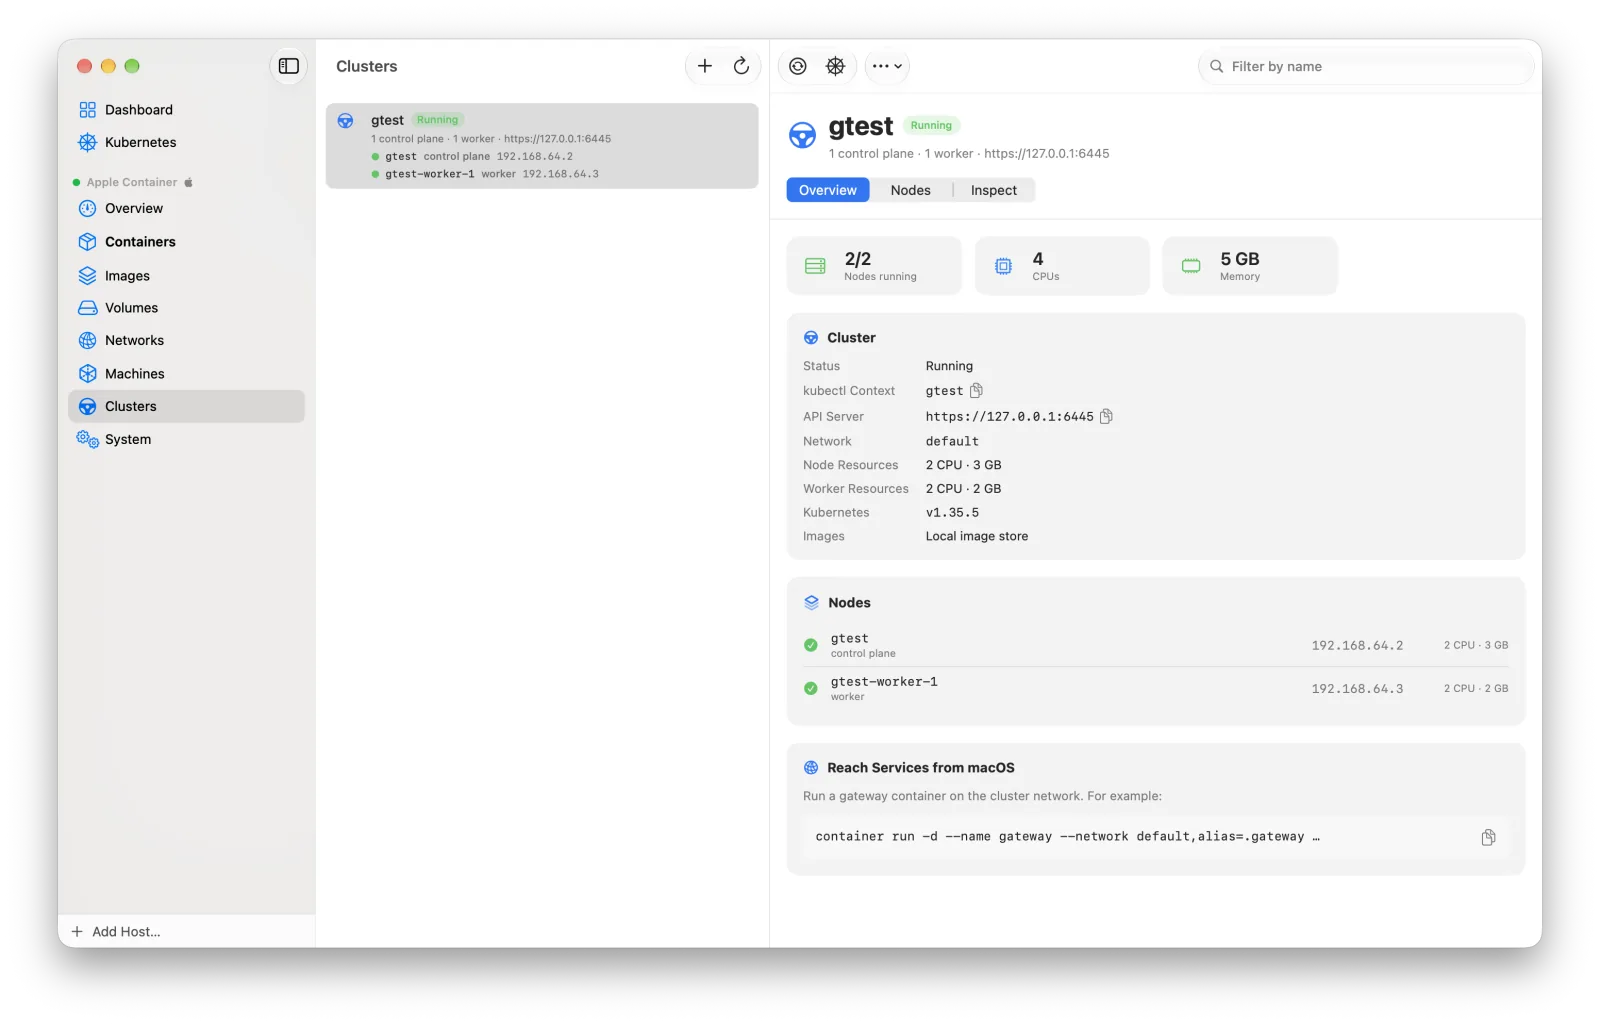 Dashboard
Kubernetes
Apple Container
Overview
Containers
Images
Volumes
Networks
Machines
Clusters
System
Add Host...
Clusters
gtest Running
1 control plane · 1 worker · https://127.0.0.1:6445
gtest control plane 192.168.64.2
gtest-worker-1 worker 192.168.64.3
Filter by name
gtest Running
1 control plane · 1 worker · https://127.0.0.1:6445
Overview Nodes Inspect
2/2
Nodes running
4
CPUs
5 GB
Memory
Cluster
Status Running
kubectl Context gtest
API Server https://127.0.0.1:6445
Network default
Node Resources 2 CPU · 3 GB
Worker Resources 2 CPU · 2 GB
Kubernetes v1.35.5
Images Local image store
Nodes
gtest
control plane
192.168.64.2 2 CPU · 3 GB
gtest-worker-1
worker
192.168.64.3 2 CPU · 2 GB
Reach Services from macOS
Run a gateway container on the cluster network. For example:
container run -d --name gateway --network default,alias=.gateway …